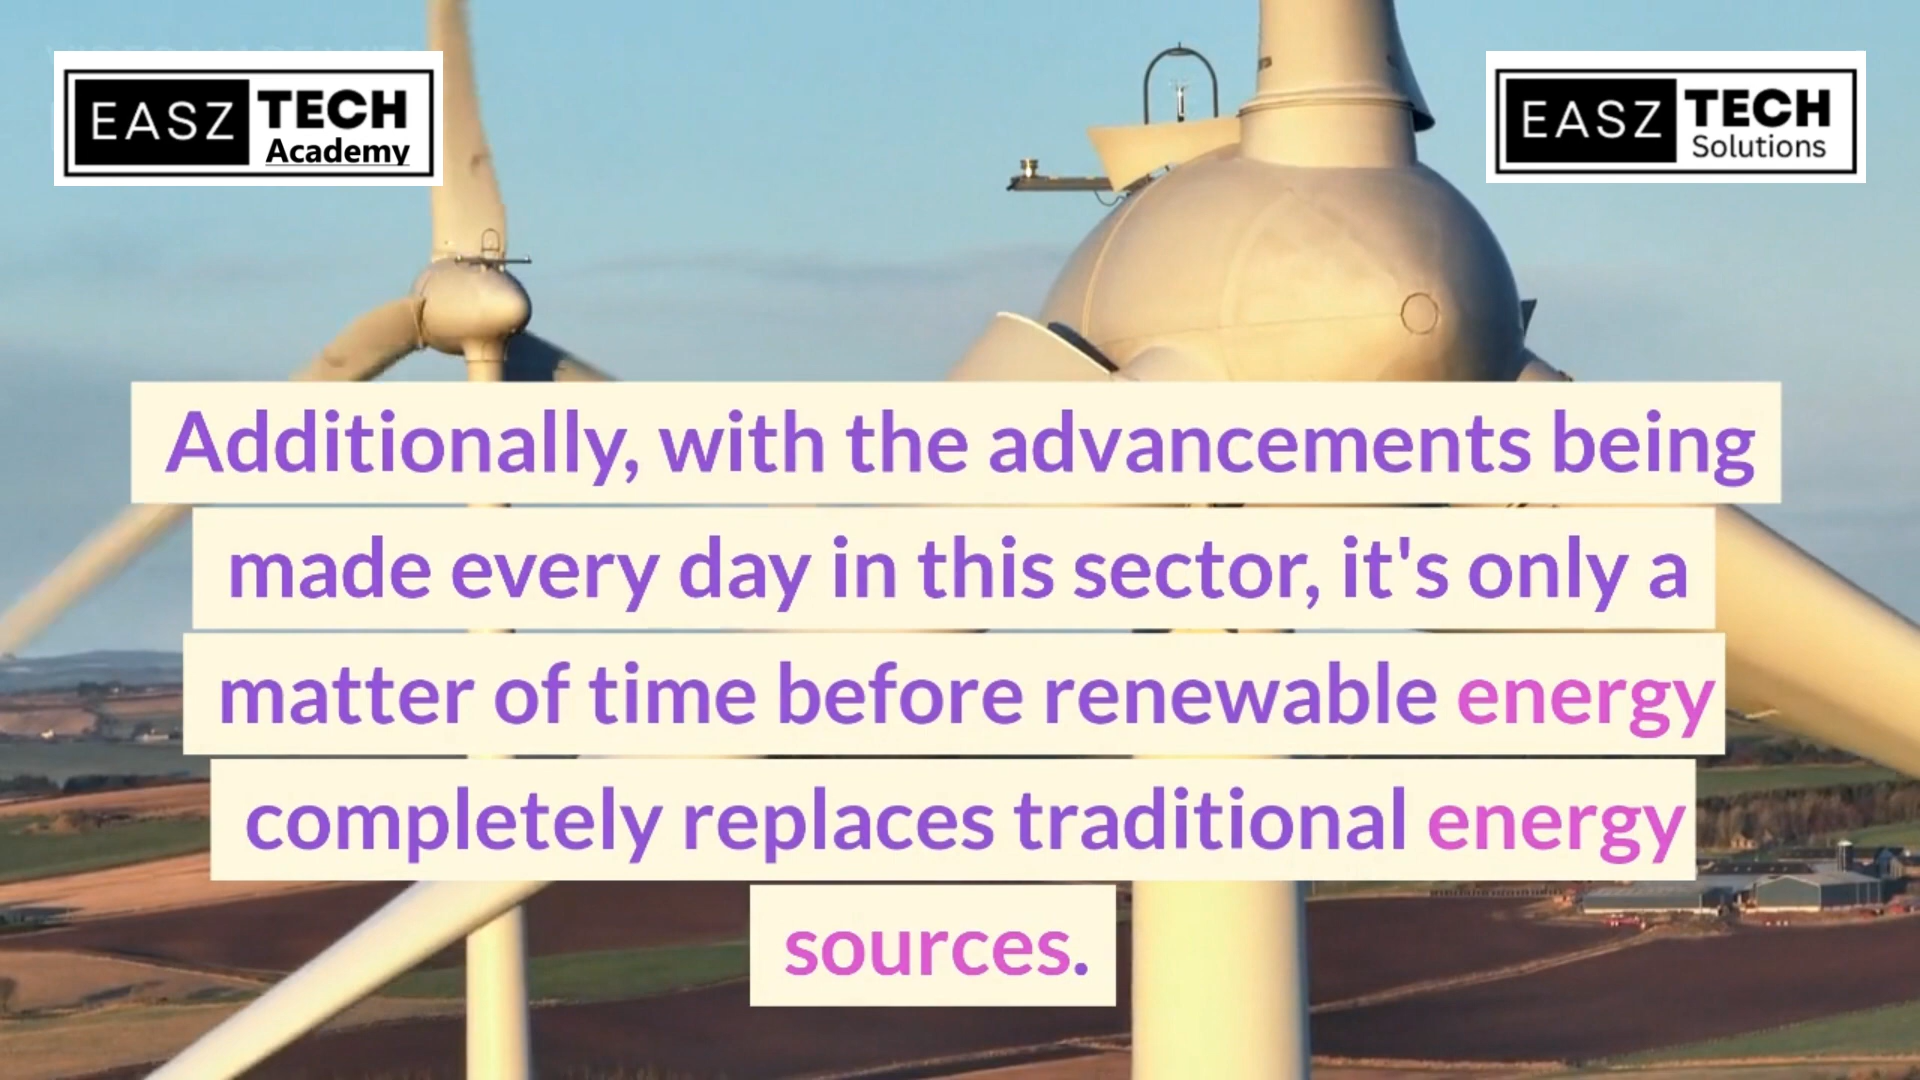 EASZ TECH
Academy
EASZ TECH
Solutions
Additionally, with the advancements being
made every day in this sector, it's only a
matter of time before renewable energy
completely replaces traditional energy
sources.